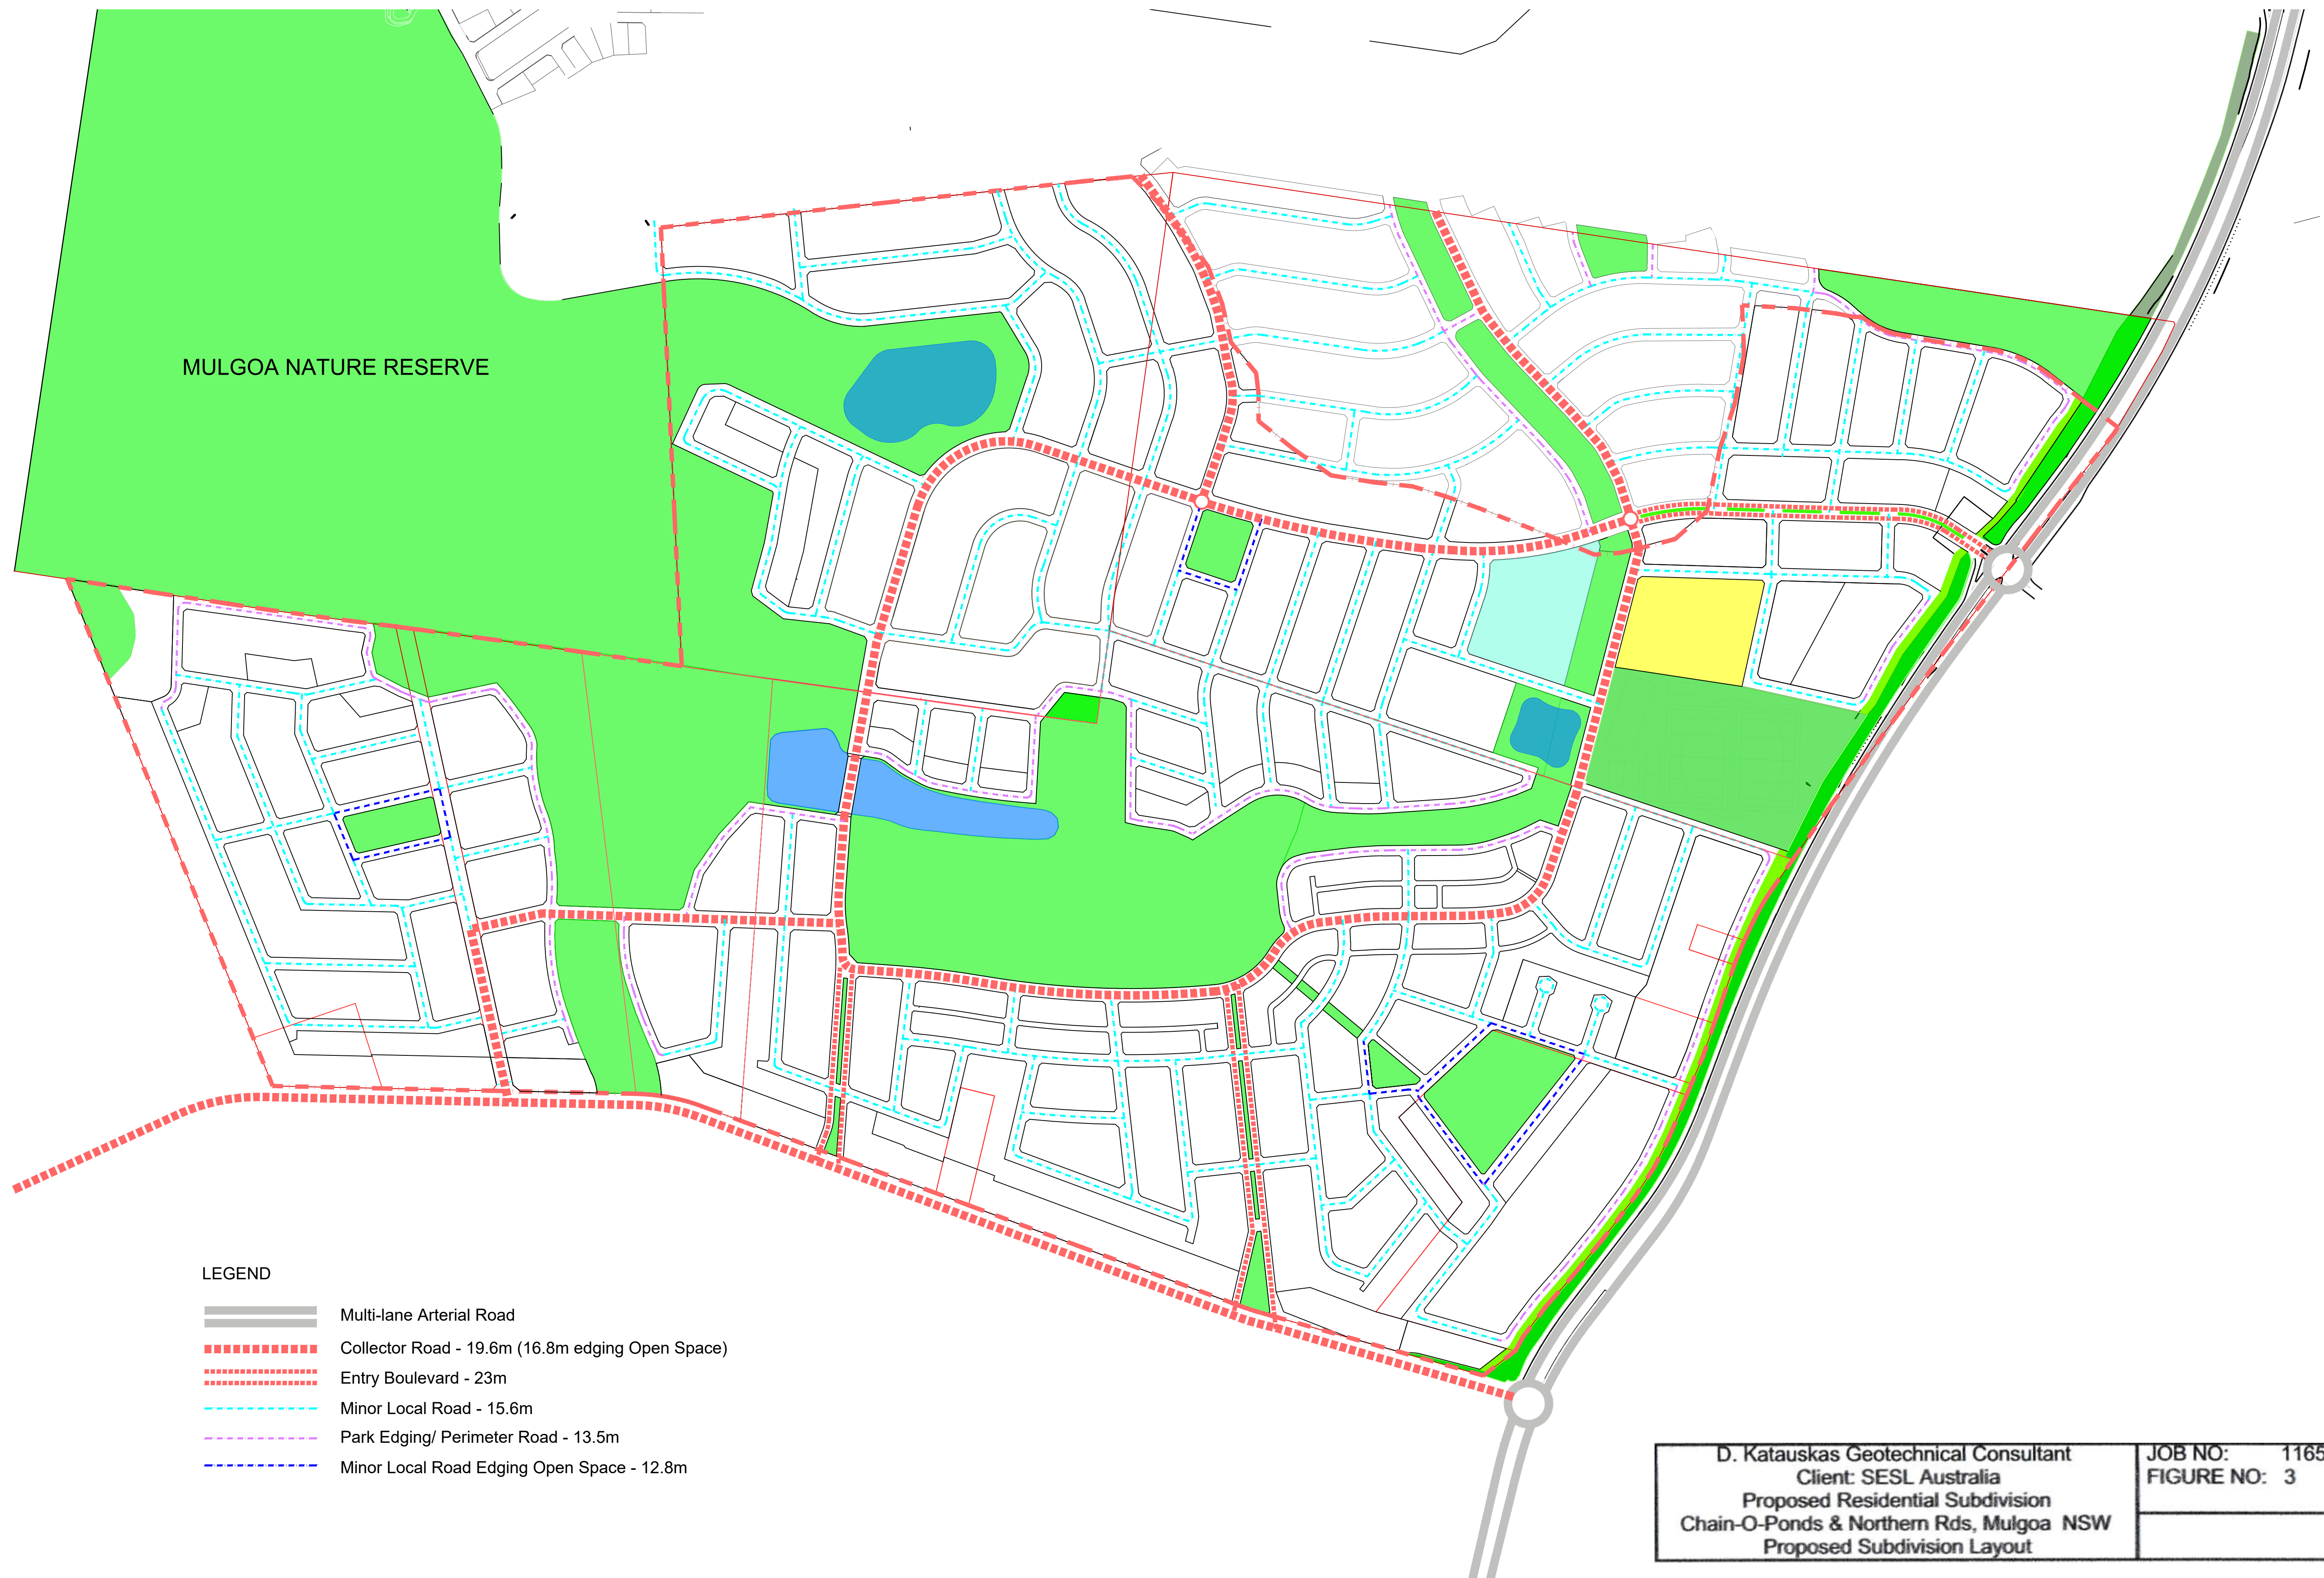 MULGOA NATURE RESERVE
LEGEND
Multi-lane Arterial Road
Collector Road - 19.6m (16.8m edging Open Space)
Entry Boulevard - 23m
Minor Local Road - 15.6m
Park Edging/ Perimeter Road - 13.5m
Minor Local Road Edging Open Space - 12.8m
D. Katauskas Geotechnical Consultant
Client: SESL Australia
Proposed Residential Subdivision
Chain-O-Ponds & Northern Rds, Mulgoa NSW
Proposed Subdivision Layout
JOB NO: 1165
FIGURE NO: 3